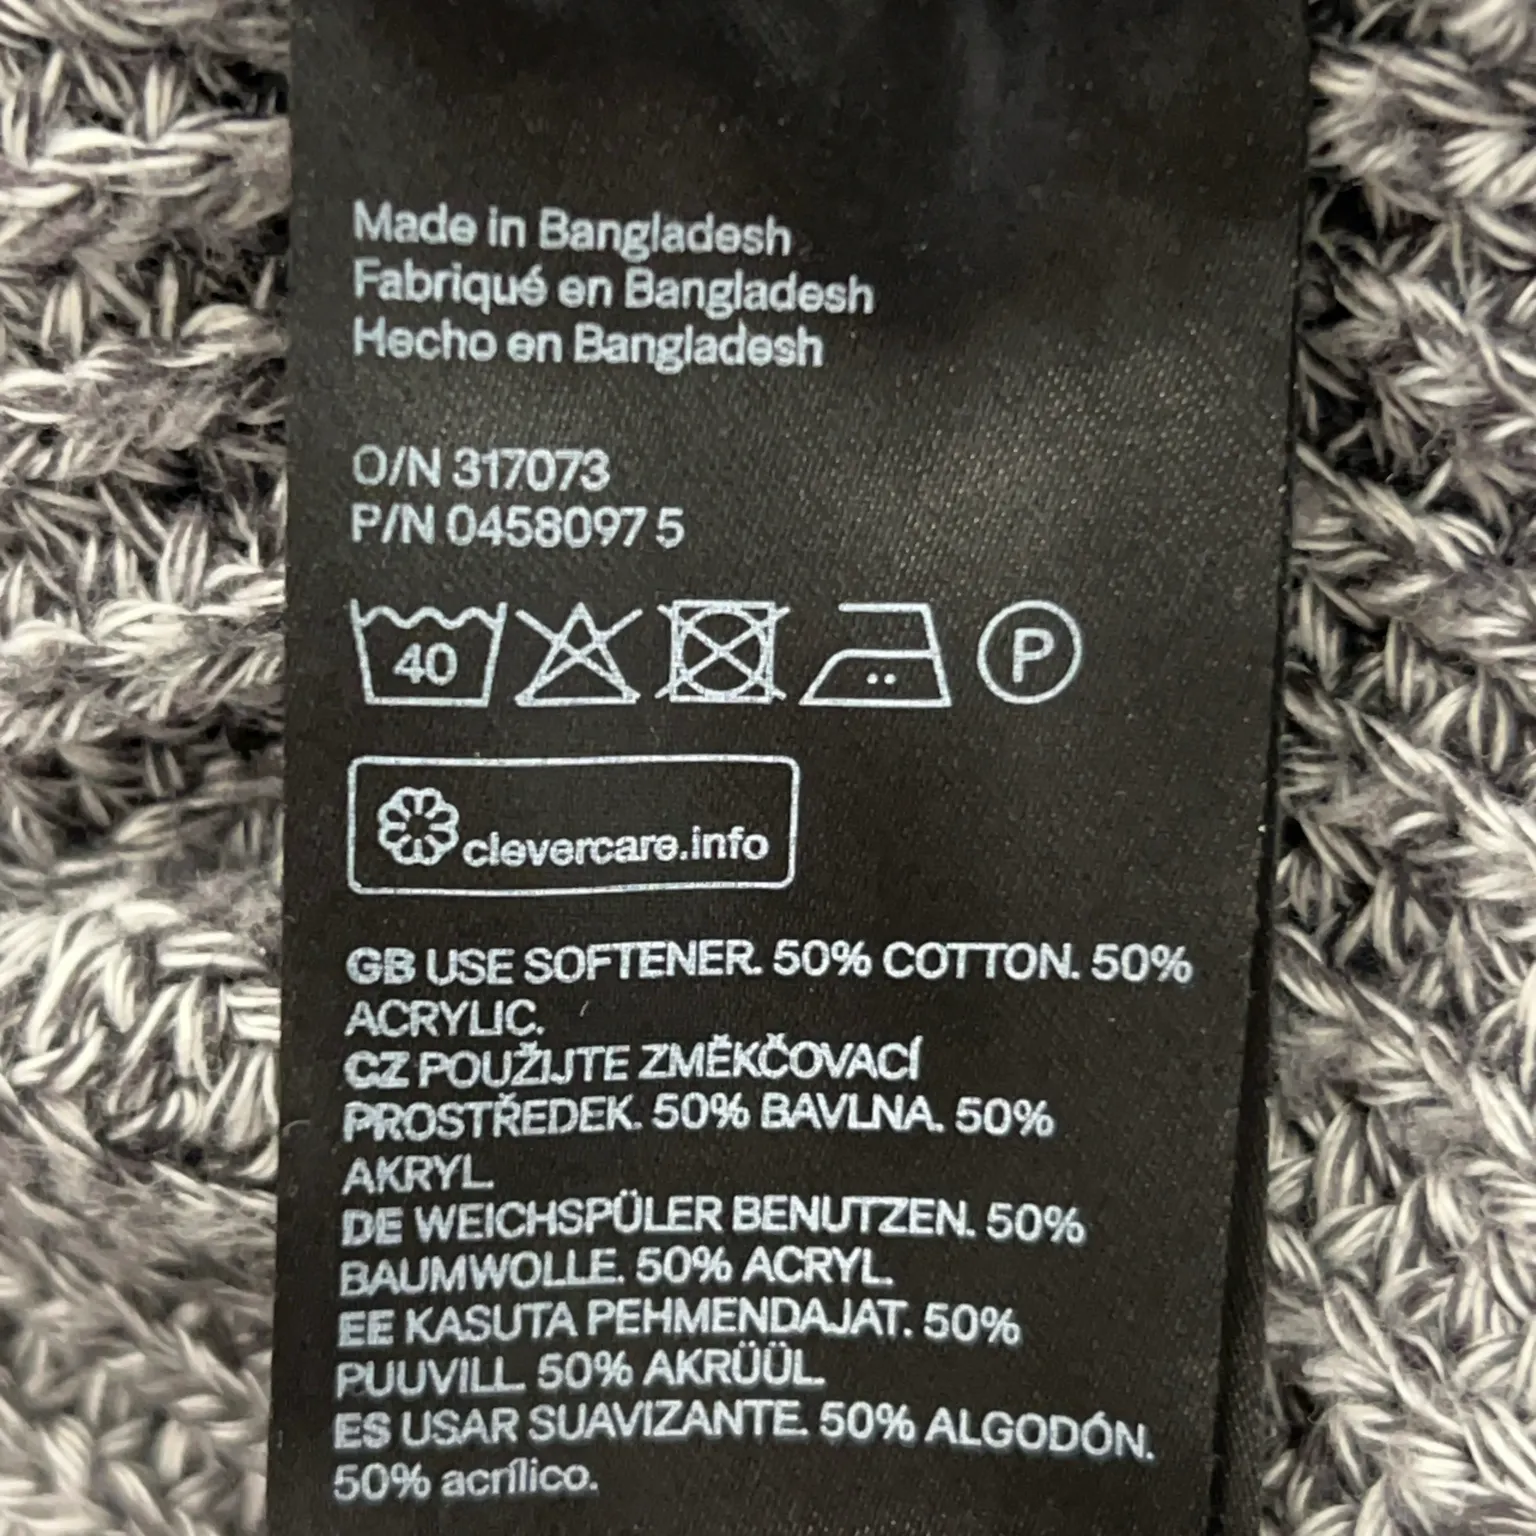 Made in Bangladesh
Fabriqué en Bangladesh
Hecho en Bangladesh
O/N 317073
P/N 0458097 5
40
P
clevercare.info
GB USE SOFTENER. 50% COTTON. 50%
ACRYLIC.
CZ POUŽIJTE ZMĚKČOVACÍ
PROSTŘEDEK. 50% BAVLNA. 50%
AKRYL.
DE WEICHSPÜLER BENUTZEN. 50%
BAUMWOLLE. 50% ACRYL.
EE KASUTA PEHMENDAJAT. 50%
PUUVILL. 50% AKRÜÜL.
ES USAR SUAVIZANTE. 50% ALGODÓN.
50% acrílico.